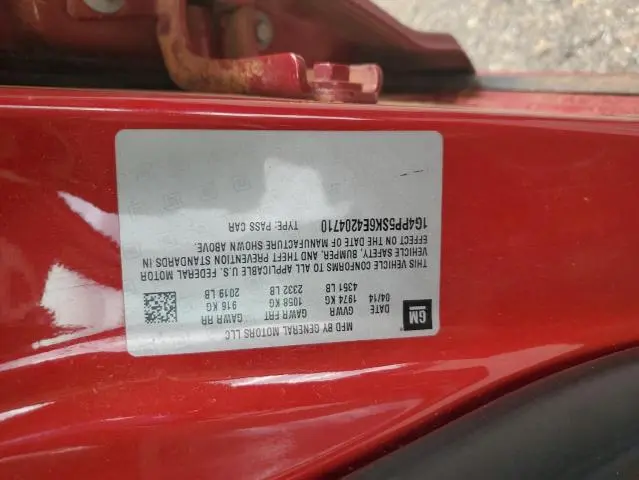 MFD BY GENERAL MOTORS LLC
GM
DATE GVWR GAWR FRT GAWR RR
04/14 1974 KG 1058 KG 916 KG
4351 LB 2332 LB 2019 LB
THIS VEHICLE CONFORMS TO ALL APPLICABLE U.S. FEDERAL MOTOR
VEHICLE SAFETY, BUMPER, AND THEFT PREVENTION STANDARDS IN
EFFECT ON THE DATE OF MANUFACTURE SHOWN ABOVE.
1G4PP5SK6E4204710 TYPE: PASS CAR